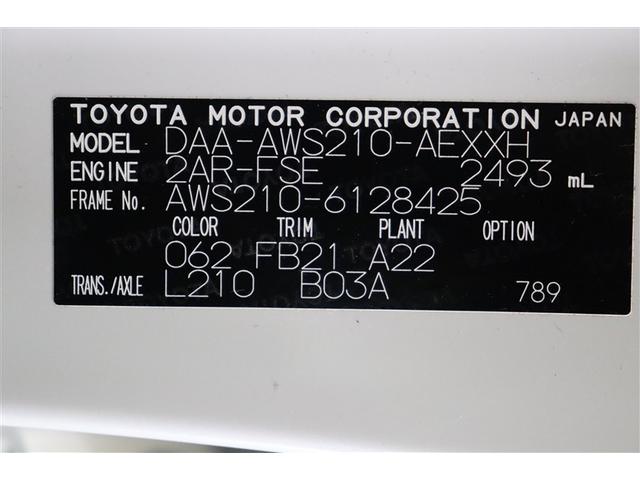 TOYOTA MOTOR CORPORATION JAPAN
MODEL DAA-AWS210-AEXXH
ENGINE 2AR-FSE 2493 mL
FRAME No. AWS210-6128425
COLOR TRIM PLANT OPTION
062 FB21 A22
TRANS./AXLE L210 B03A 789